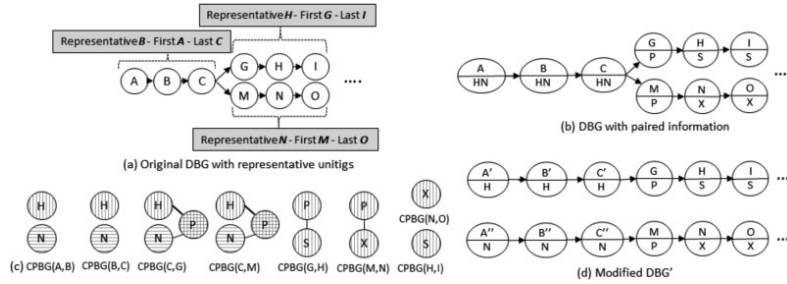 Representative H - First G - Last I
Representative B - First A - Last C
A B C
G H I
M N O
....
Representative N - First M - Last O
(a) Original DBG with representative unitigs
A B C
HN HN HN
G H I
P S S
M N O
P X X
...
(b) DBG with paired information
H H H H P P X
N N P N P S X S
CPBG(N,O)
(c) CPBG(A,B) CPBG(B,C) CPBG(C,G) CPBG(C,M) CPBG(G,H) CPBG(M,N) CPBG(H,I)
A' B' C' G H I
H H H P S S
...
A'' B'' C'' M N O
N N N P X X
...
(d) Modified DBG'